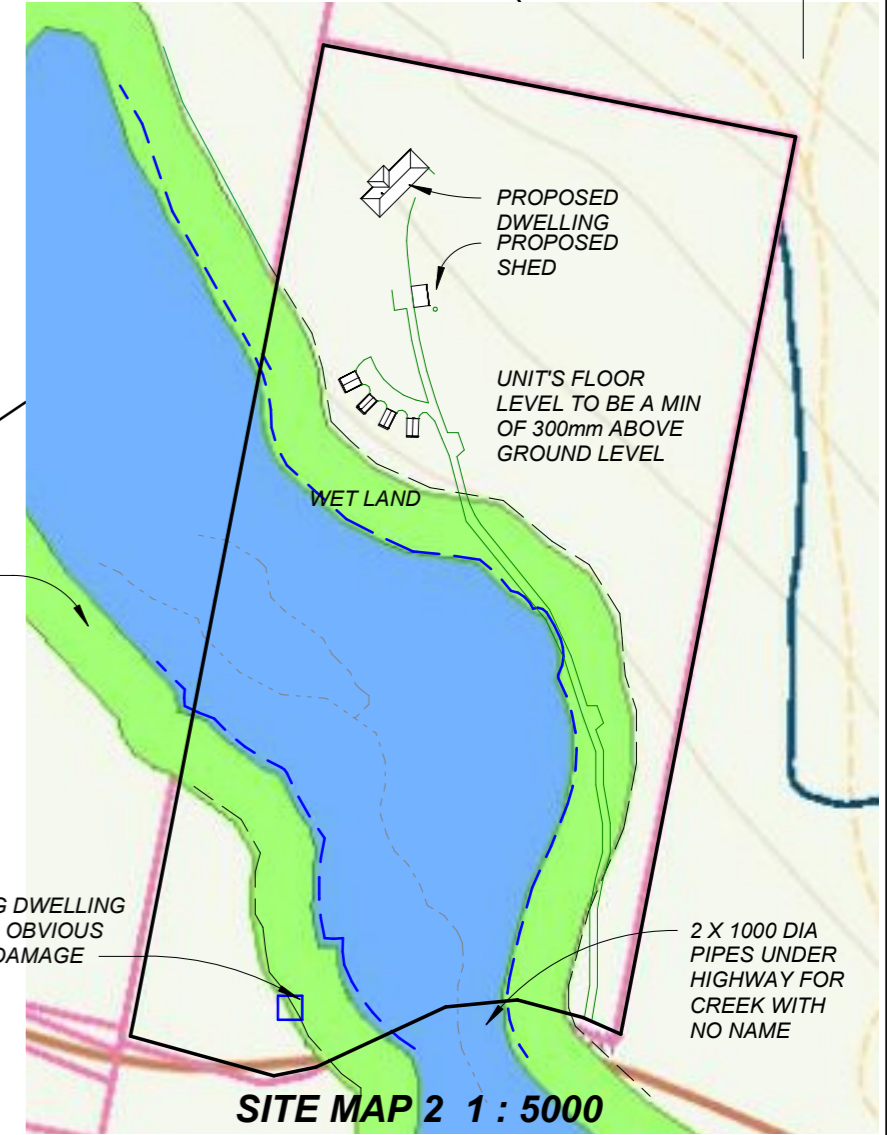 PROPOSED
DWELLING
PROPOSED
SHED
UNIT'S FLOOR
LEVEL TO BE A MIN
OF 300mm ABOVE
GROUND LEVEL
WET LAND
G DWELLING
OBVIOUS
DAMAGE
2 X 1000 DIA
PIPES UNDER
HIGHWAY FOR
CREEK WITH
NO NAME
SITE MAP 2 1 : 5000